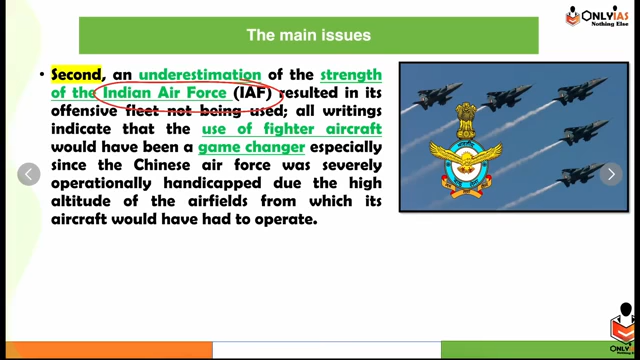 ONLYIAS
Nothing Else
The main issues
• Second, an underestimation of the strength
of the Indian Air Force (IAF) resulted in its
offensive fleet not being used; all writings
indicate that the use of fighter aircraft
would have been a game changer especially
since the Chinese air force was severely
operationally handicapped due the high
altitude of the airfields from which its
aircraft would have had to operate.